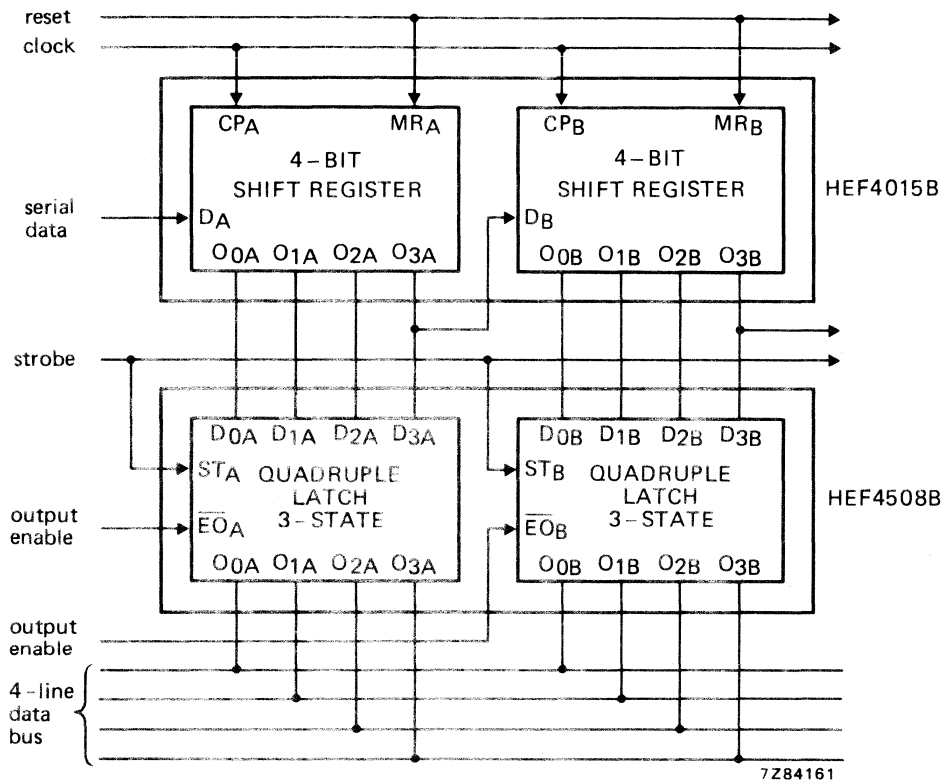 reset
clock
CPA MRA
4-BIT
SHIFT REGISTER
DA
O0A O1A O2A O3A
CPB MRB
4-BIT
SHIFT REGISTER
DB
O0B O1B O2B O3B
HEF4015B
serial
data
strobe
D0A D1A D2A D3A
STA QUADRUPLE
LATCH
3-STATE
EOA
O0A O1A O2A O3A
D0B D1B D2B D3B
STB QUADRUPLE
LATCH
3-STATE
EOB
O0B O1B O2B O3B
HEF4508B
output
enable
output
enable
4-line
data
bus
7Z84161